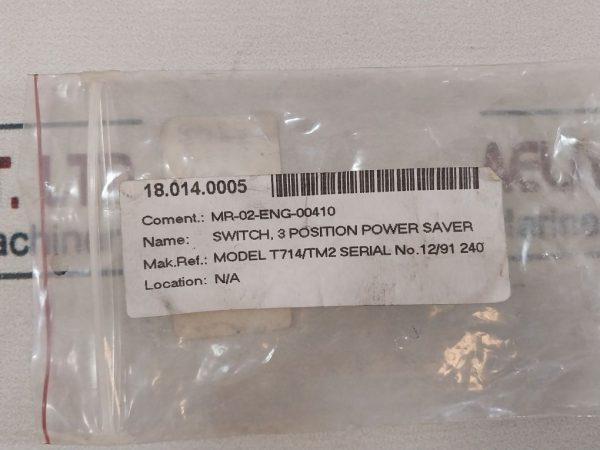 18.014.0005
Coment.: MR-02-ENG-00410
Name: SWITCH, 3 POSITION POWER SAVER
Mak.Ref.: MODEL T714/TM2 SERIAL No.12/91 240
Location: N/A